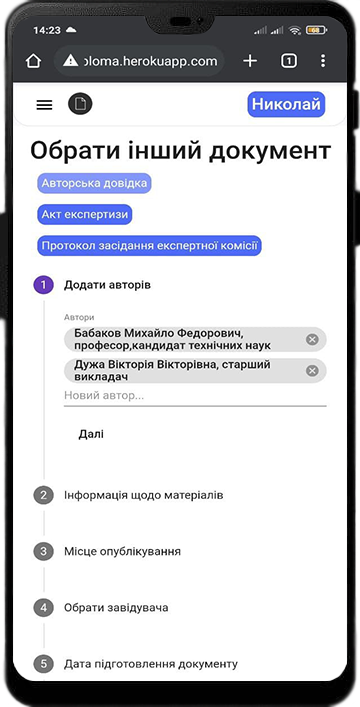 14:23
68
ploma.herokuapp.com
1
Николай
Обрати інший документ
Авторська довідка
Акт експертизи
Протокол засідання експертної комісії
1 Додати авторів
Автори
Бабаков Михайло Федорович,
професор,кандидат технічних наук
Дужа Вікторія Вікторівна, старший
викладач
Новий автор...
Далі
2 Інформація щодо матеріалів
3 Місце опублікування
4 Обрати завідувача
5 Дата підготовлення документу